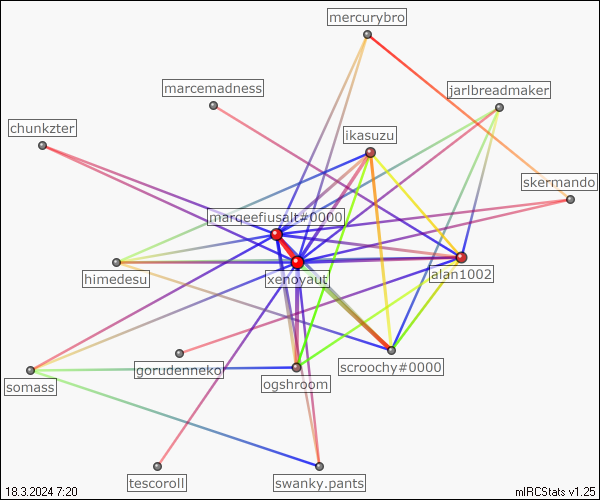 mercurybro
marcemadness
jarlbreadmaker
chunkzter
ikasuzu
skermando
marqeefiusalt#0000
himedesu
xenoyaut
alan1002
gorudenneko
scroochy#0000
somass
ogshroom
tescoroll
swanky.pants
18.3.2024 7:20
mIRCStats v1.25